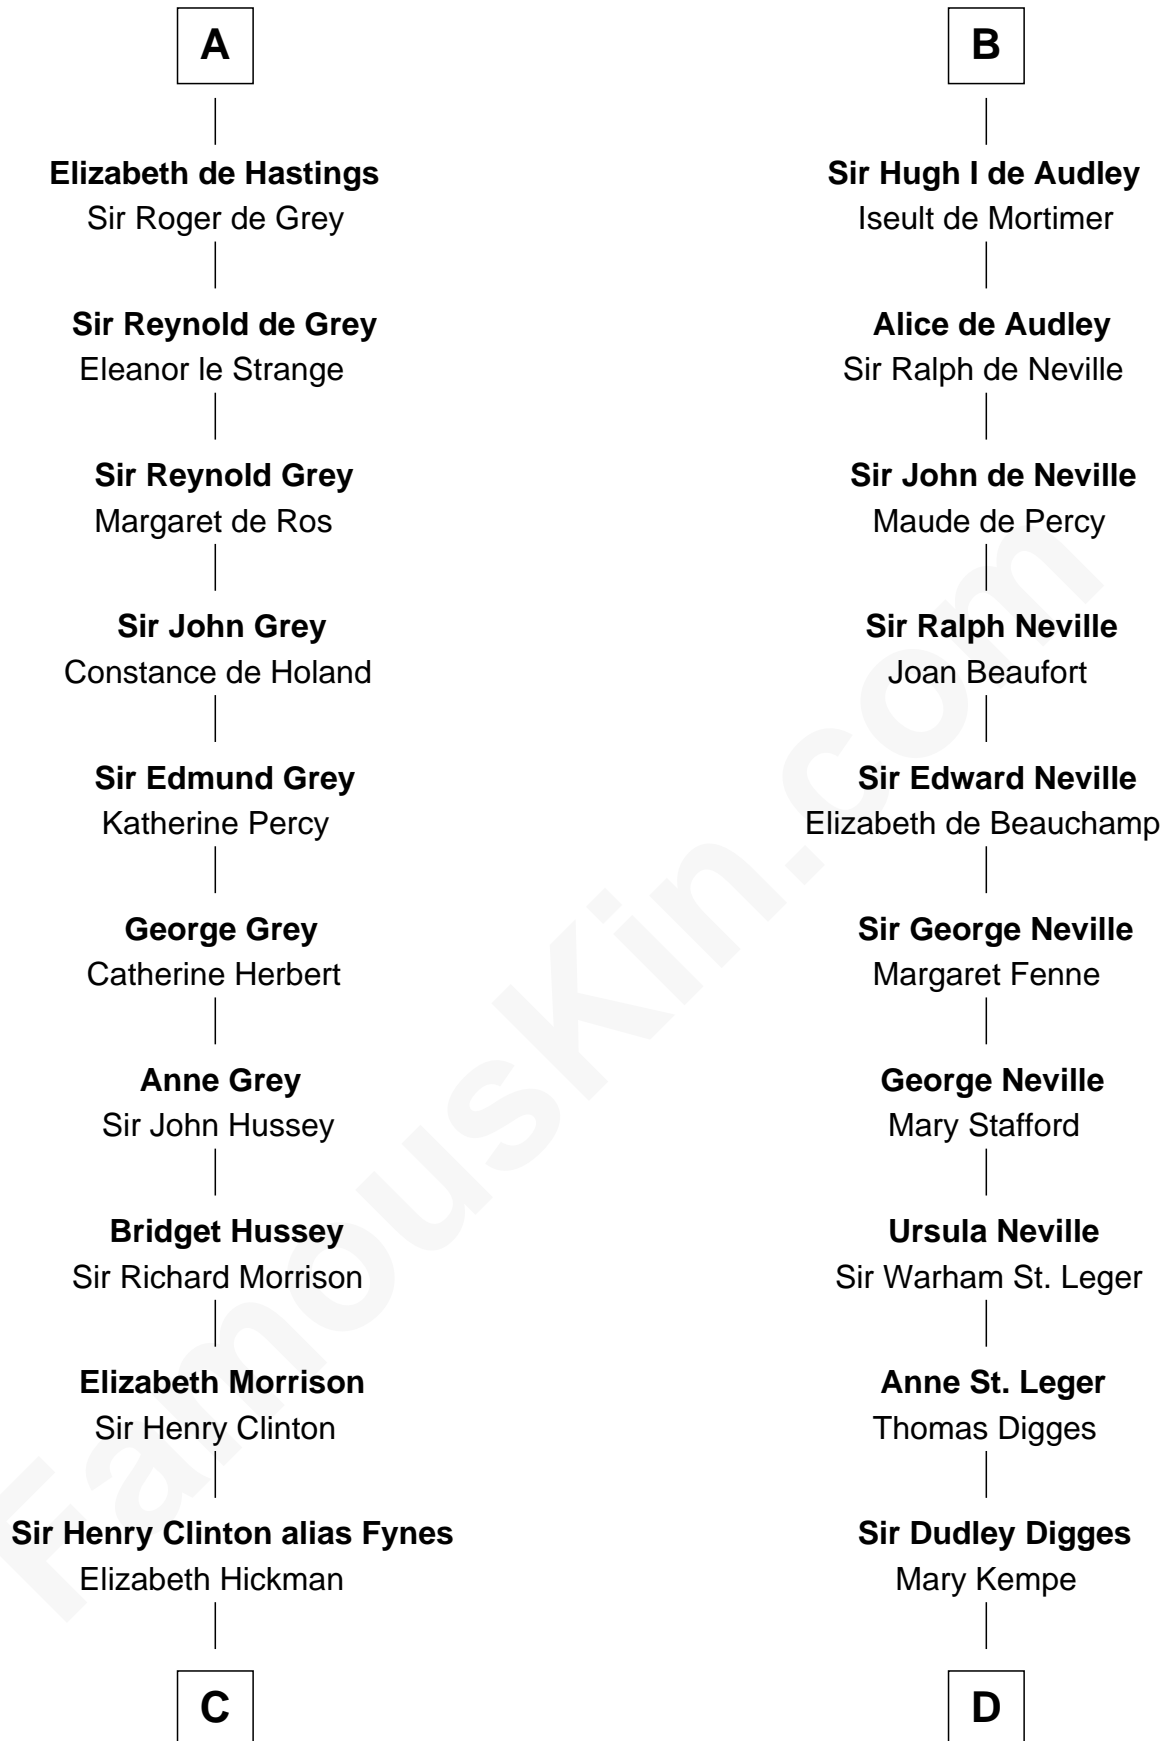 A
Elizabeth de Hastings
Sir Roger de Grey
Sir Reynold de Grey
Eleanor le Strange
Sir Reynold Grey
Margaret de Ros
Sir John Grey
Constance de Holand
Sir Edmund Grey
Katherine Percy
George Grey
Catherine Herbert
Anne Grey
Sir John Hussey
Bridget Hussey
Sir Richard Morrison
Elizabeth Morrison
Sir Henry Clinton
Sir Henry Clinton alias Fynes
Elizabeth Hickman
C
B
Sir Hugh I de Audley
Iseult de Mortimer
Alice de Audley
Sir Ralph de Neville
Sir John de Neville
Maude de Percy
Sir Ralph Neville
Joan Beaufort
Sir Edward Neville
Elizabeth de Beauchamp
Sir George Neville
Margaret Fenne
George Neville
Mary Stafford
Ursula Neville
Sir Warham St. Leger
Anne St. Leger
Thomas Digges
Sir Dudley Digges
Mary Kempe
D
FamousKin.com